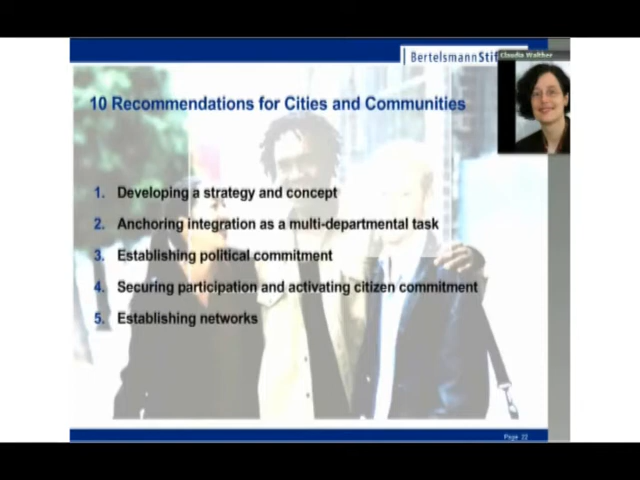 BertelsmannSti
Claudia Walther
10 Recommendations for Cities and Communities
1. Developing a strategy and concept
2. Anchoring integration as a multi-departmental task
3. Establishing political commitment
4. Securing participation and activating citizen commitment
5. Establishing networks
Page 22